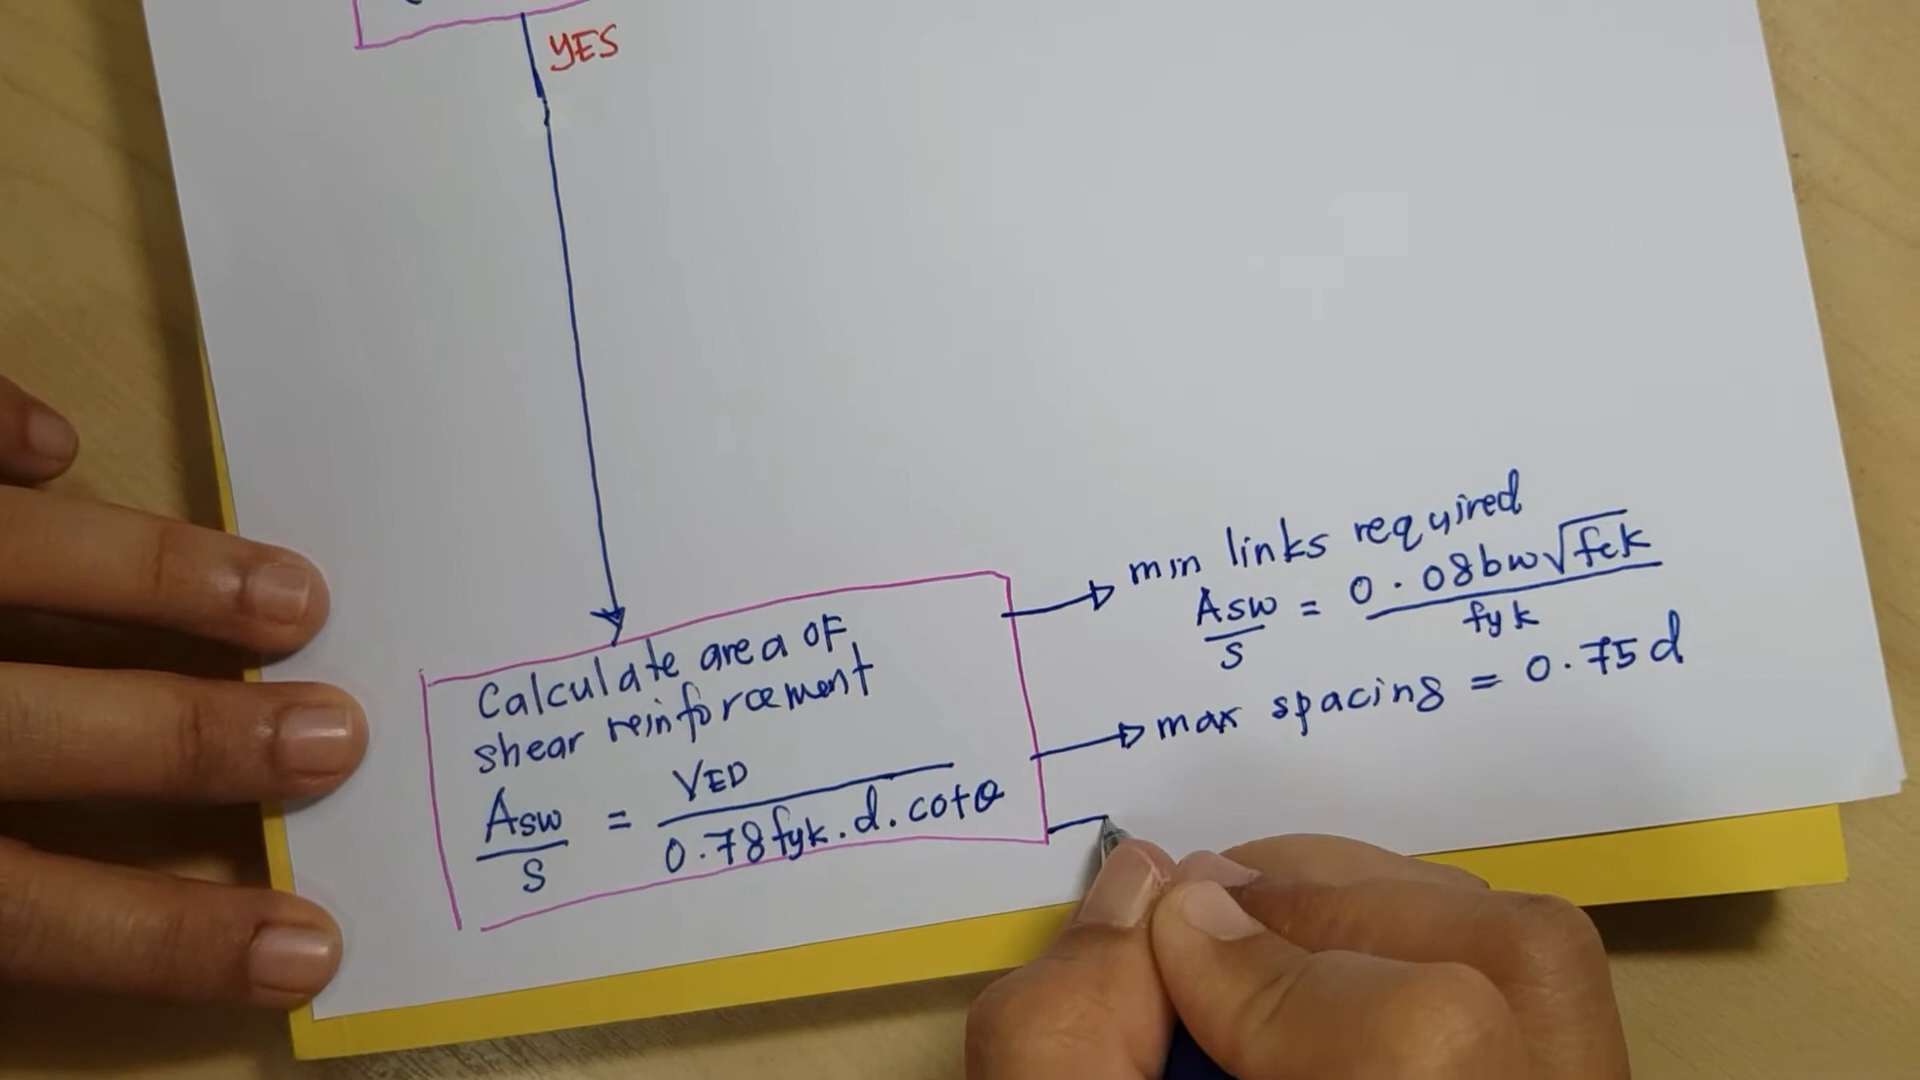 YES
Calculate area of
shear reinforcement
Asw/S = VED/0.78fyk.d.cotθ
min links required
Asw/S = 0.08bw√fck/fyk
max spacing = 0.75d